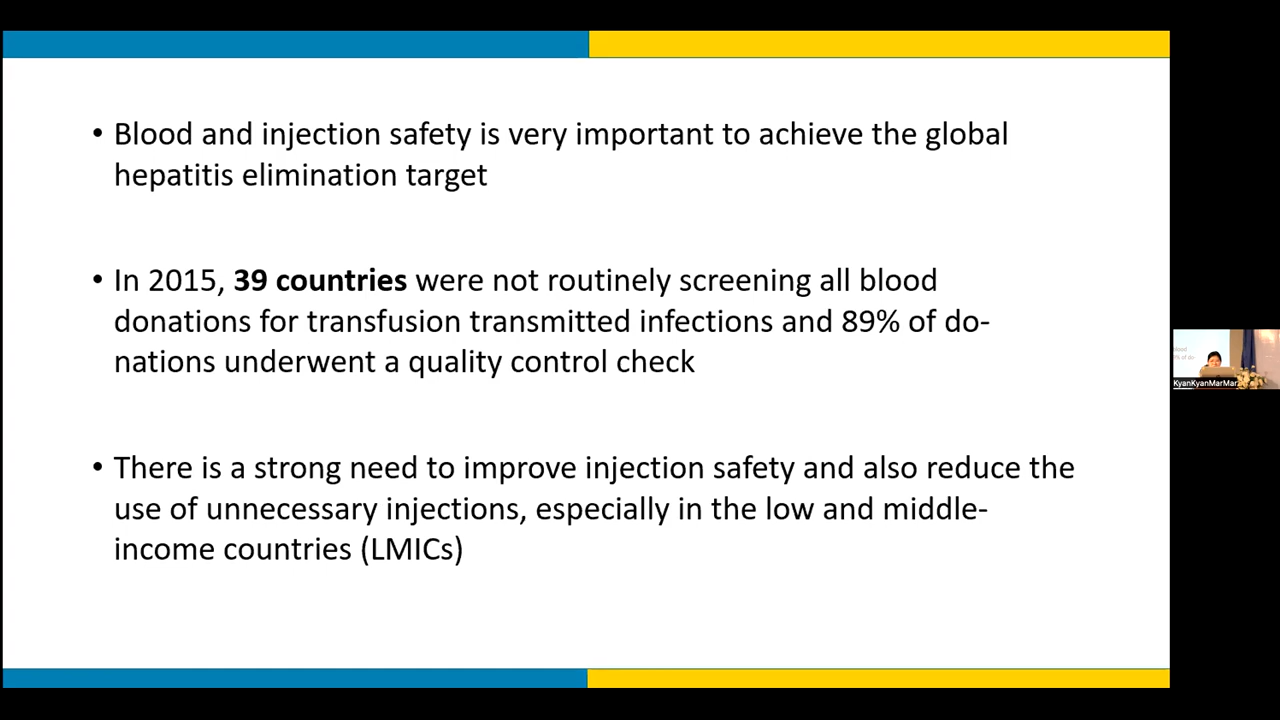 • Blood and injection safety is very important to achieve the global
hepatitis elimination target
• In 2015, 39 countries were not routinely screening all blood
donations for transfusion transmitted infections and 89% of do-
nations underwent a quality control check
• There is a strong need to improve injection safety and also reduce the
use of unnecessary injections, especially in the low and middle-
income countries (LMICs)
KyanKyanMarMar